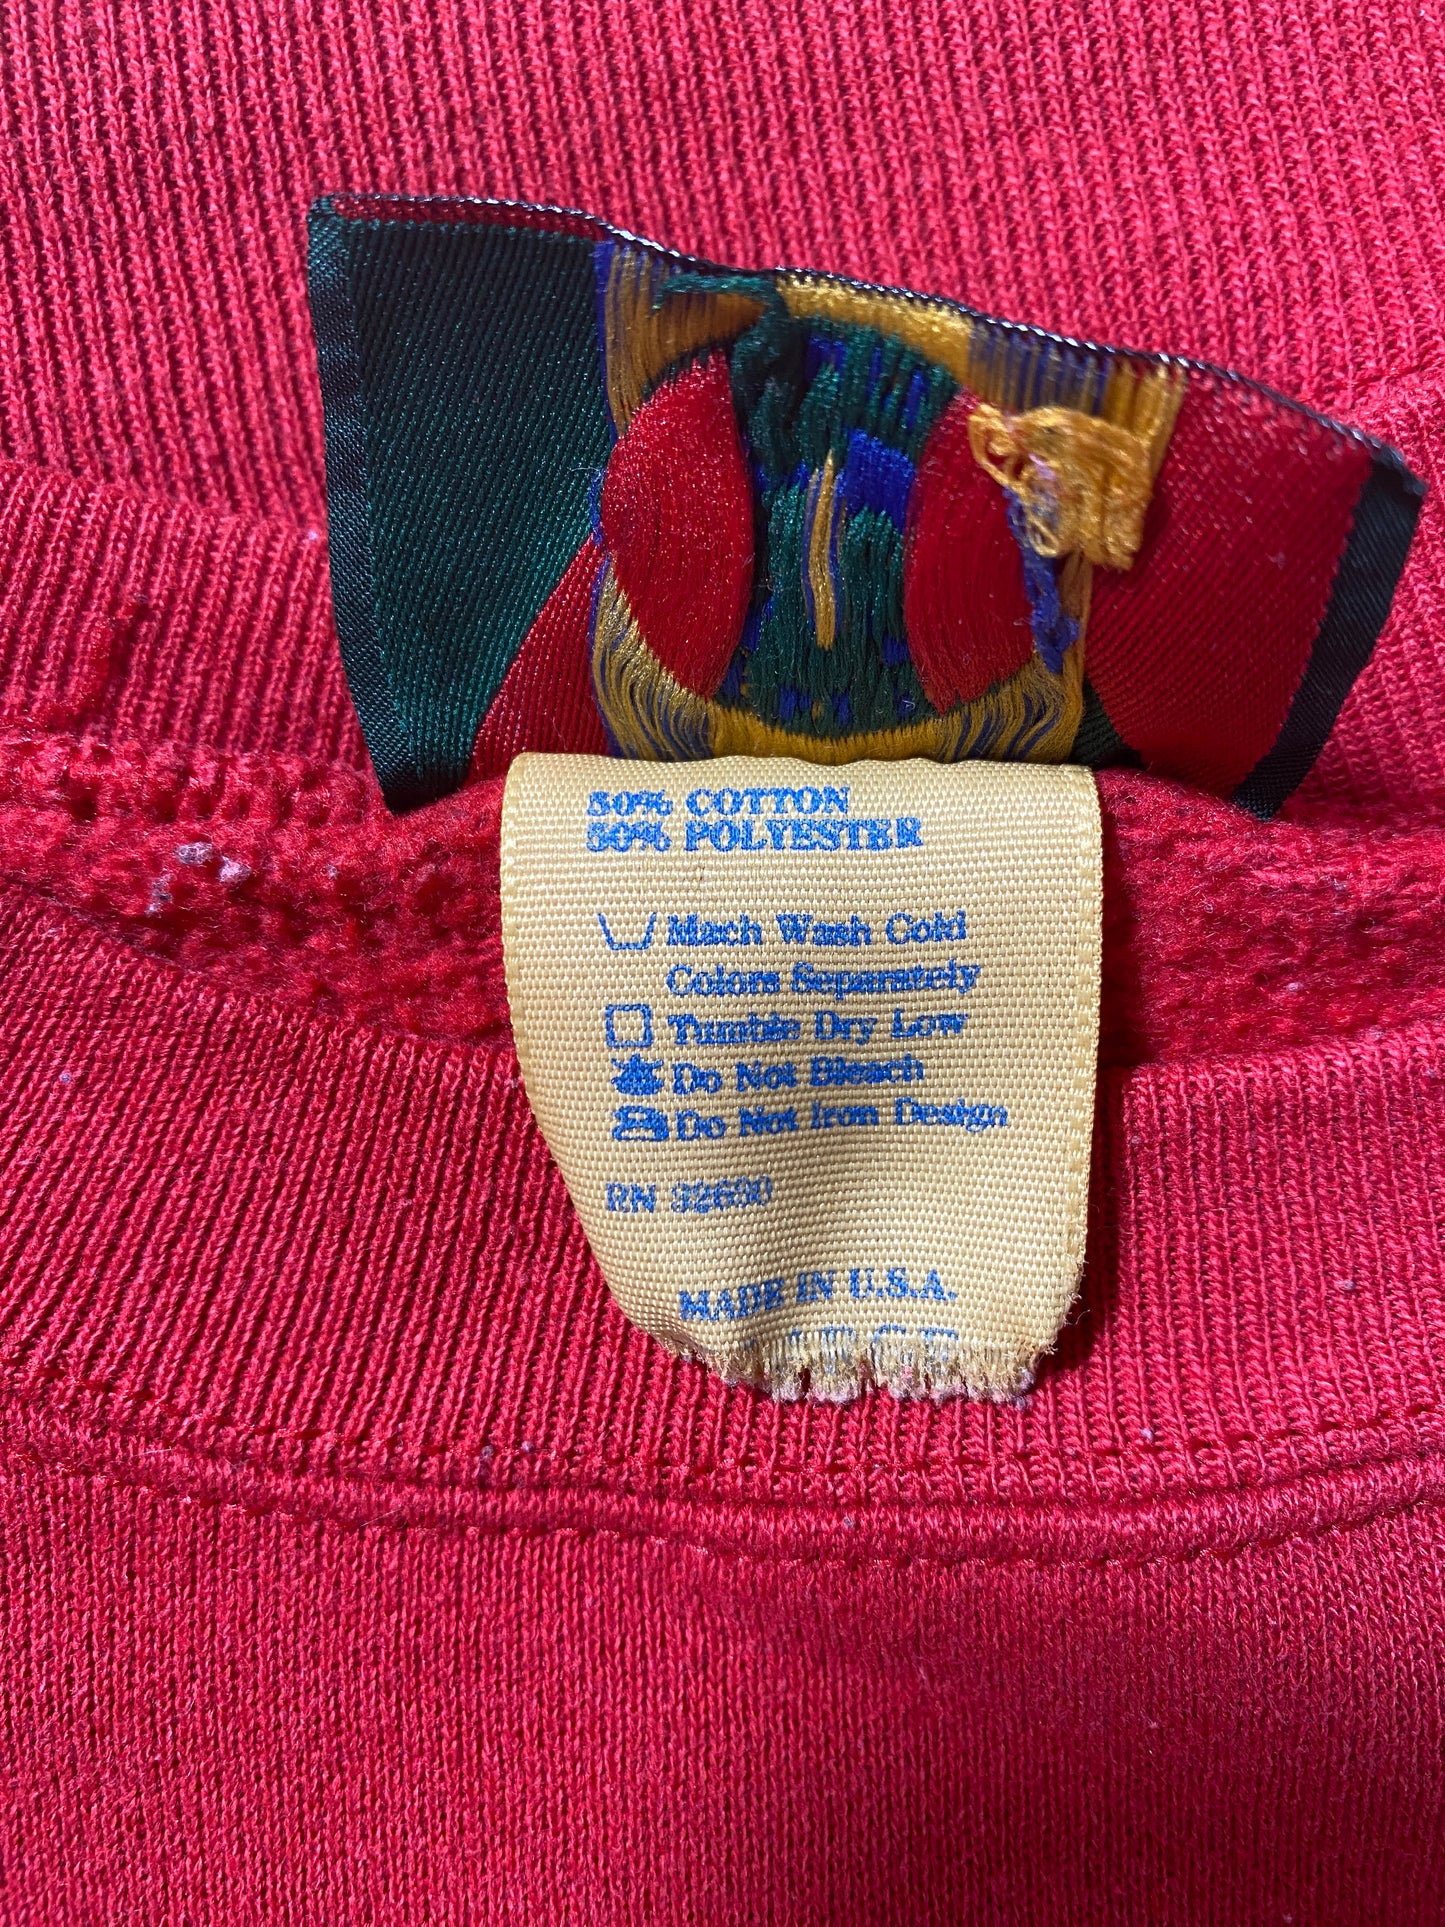 50% COTTON
50% POLYESTER
Mach Wash Cold
Colors Separately
Tumble Dry Low
Do Not Bleach
Do Not Iron Design
RN 32630
MADE IN U.S.A.